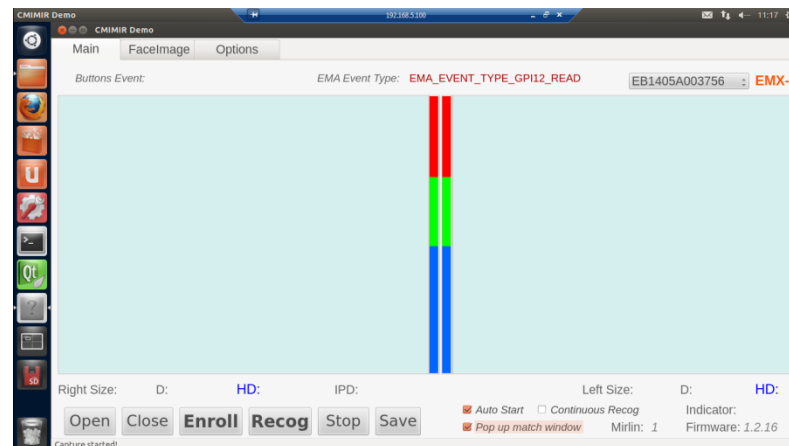 CMIMIR Demo
192.168.5.100
11:17
CMIMIR Demo
Main FaceImage Options
Buttons Event: EMA Event Type: EMA_EVENT_TYPE_GPI12_READ EB1405A003756 EMX-
Right Size: D: HD: IPD: Left Size: D: HD:
Auto Start Continuous Recog Indicator:
Open Close Enroll Recog Stop Save
Pop up match window Mirlin: 1 Firmware: 1.2.16
Capture started!
U
>_
Qt
?
SD